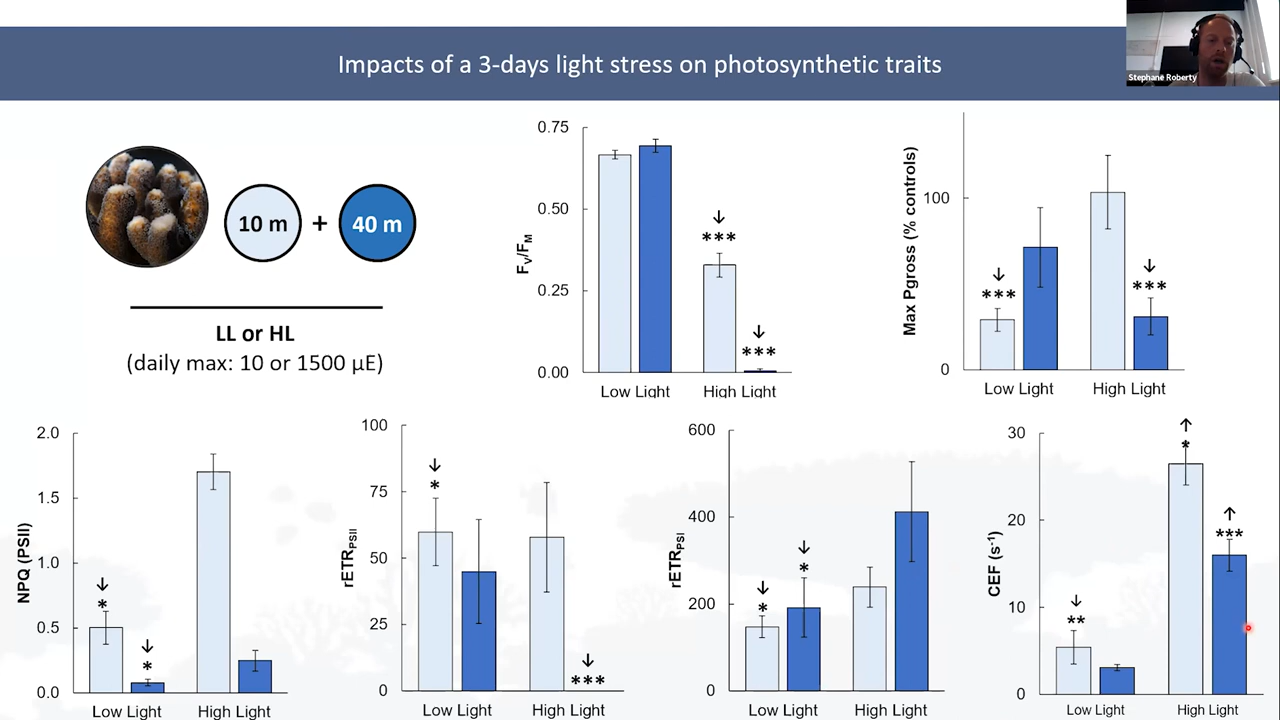 Impacts of a 3-days light stress on photosynthetic traits
Stephane Roberty
10 m + 40 m
LL or HL
(daily max: 10 or 1500 µE)
F_V/F_M
0.75
0.50
0.25
0.00
↓
***
↓
***
Low Light
High Light
Max Pgross (% controls)
100
0
↓
***
↓
***
Low Light
High Light
NPQ (PSII)
2.0
1.5
1.0
0.5
0.0
↓
*
↓
*
Low Light
High Light
rETR_PSII
100
75
50
25
0
↓
*
↓
***
Low Light
High Light
rETR_PSI
600
400
200
0
↓
*
↓
*
Low Light
High Light
CEF (s⁻¹)
30
20
10
0
↓
**
↑
*
↑
***
Low Light
High Light